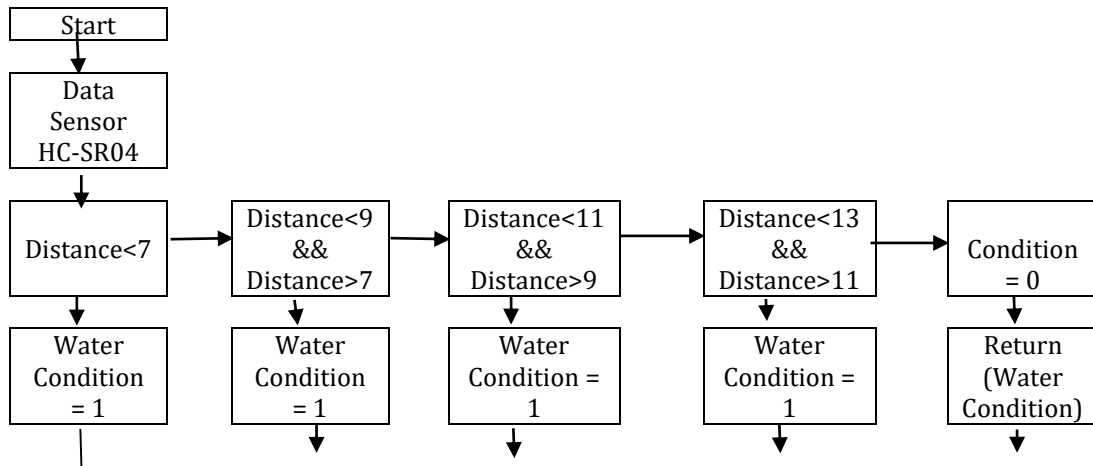 Start
Data
Sensor
HC-SR04
Distance<7
Distance<9
&&
Distance>7
Distance<11
&&
Distance>9
Distance<13
&&
Distance>11
Condition
= 0
Water
Condition
= 1
Water
Condition
= 1
Water
Condition =
1
Water
Condition =
1
Return
(Water
Condition)